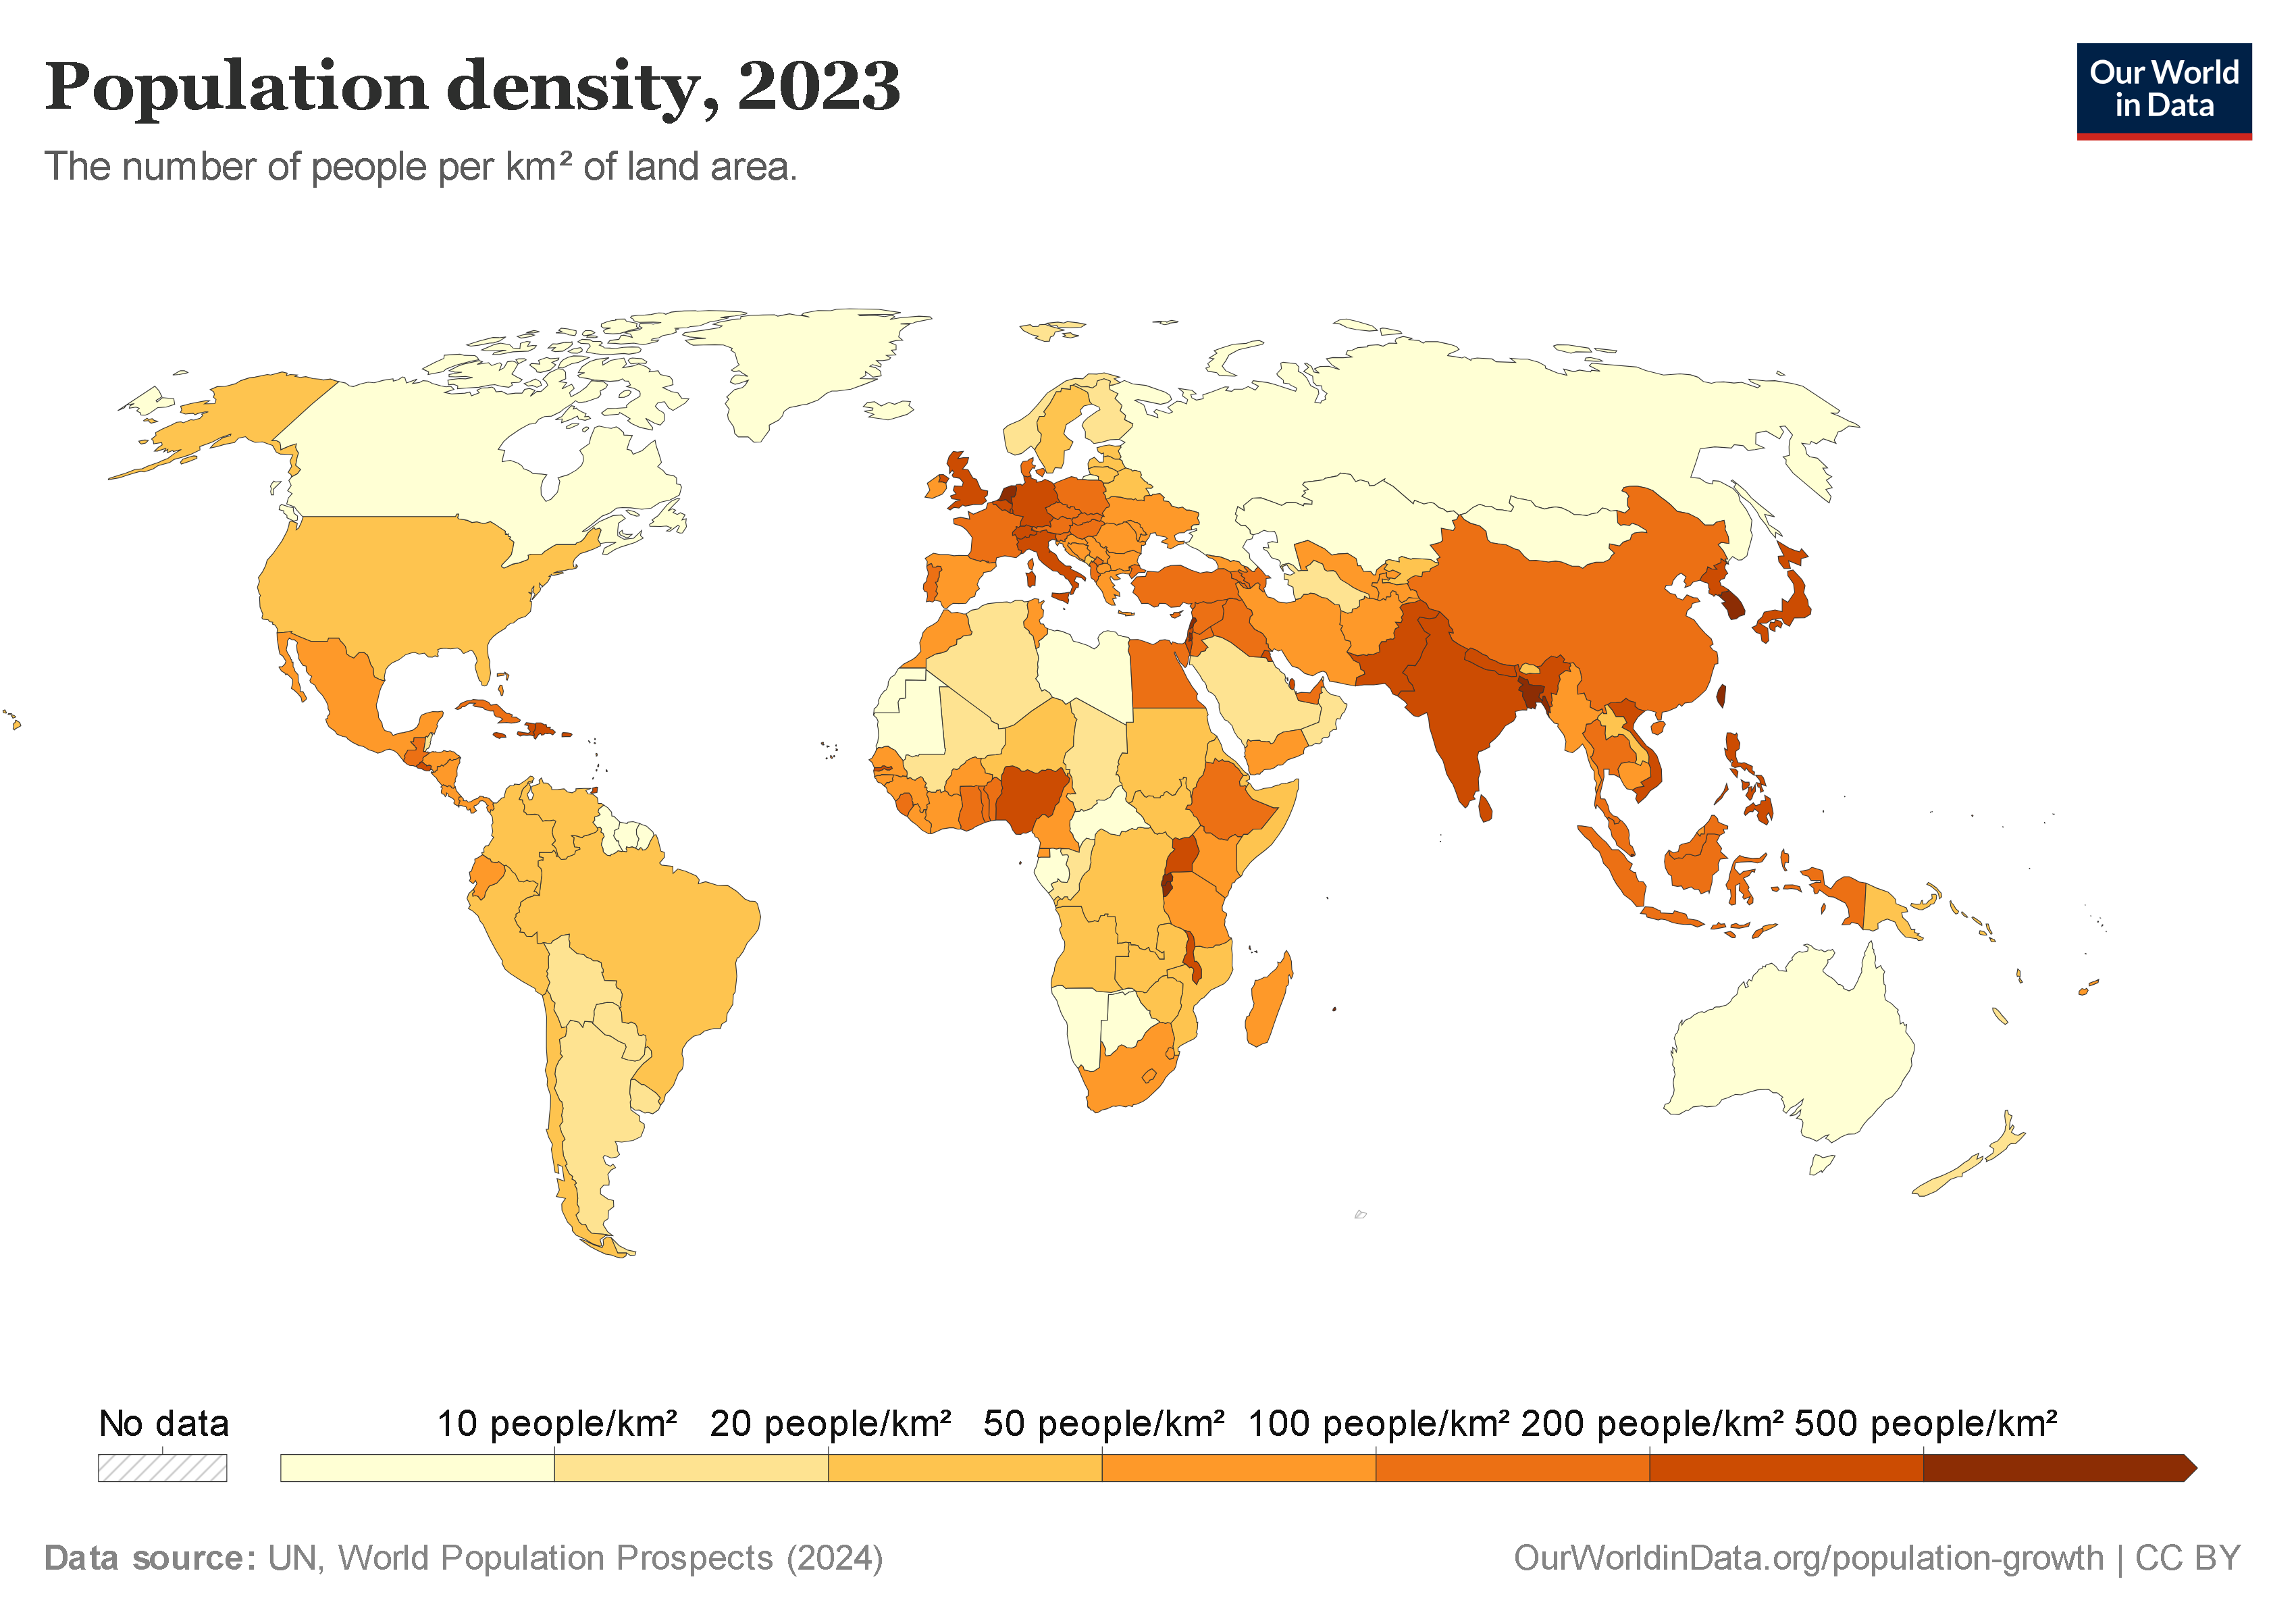 Population density, 2023
The number of people per km² of land area.
Our World
in Data
No data
10 people/km²
20 people/km²
50 people/km²
100 people/km²
200 people/km²
500 people/km²
Data source: UN, World Population Prospects (2024)
OurWorldinData.org/population-growth | CC BY